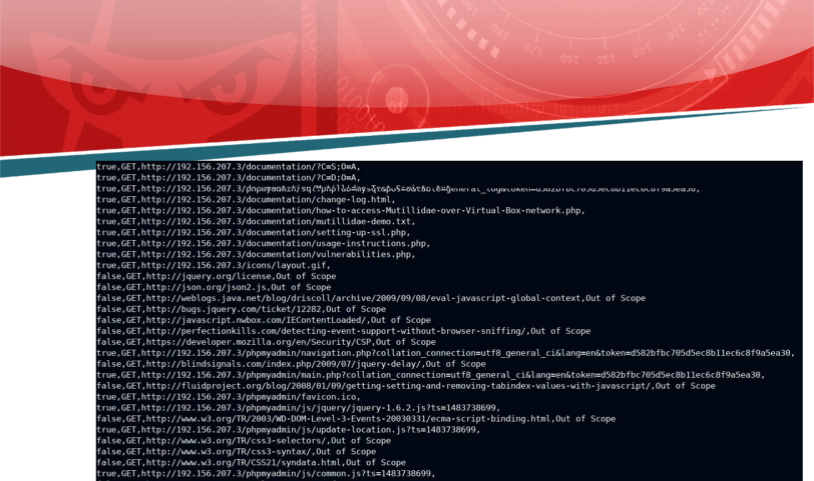 true,GET,http://192.156.207.3/documentation/?C=S;O=A,
true,GET,http://192.156.207.3/documentation/?C=D;O=A,
true,GET,http://192.156.207.3/
true,GET,http://192.156.207.3/documentation/change-log.html,
true,GET,http://192.156.207.3/documentation/how-to-access-Mutillidae-over-Virtual-Box-network.php,
true,GET,http://192.156.207.3/documentation/mutillidae-demo.txt,
true,GET,http://192.156.207.3/documentation/setting-up-ssl.php,
true,GET,http://192.156.207.3/documentation/usage-instructions.php,
true,GET,http://192.156.207.3/documentation/vulnerabilities.php,
true,GET,http://192.156.207.3/icons/layout.gif,
false,GET,http://jquery.org/license,Out of Scope
false,GET,http://json.org/json2.js,Out of Scope
false,GET,http://weblogs.java.net/blog/driscoll/archive/2009/09/08/eval-javascript-global-context,Out of Scope
false,GET,http://bugs.jquery.com/ticket/12282,Out of Scope
false,GET,http://javascript.nwbox.com/IEContentLoaded/,Out of Scope
false,GET,http://perfectionkills.com/detecting-event-support-without-browser-sniffing/,Out of Scope
false,GET,https://developer.mozilla.org/en/Security/CSP,Out of Scope
true,GET,http://192.156.207.3/phpmyadmin/navigation.php?collation_connection=utf8_general_ci&lang=en&token=d582bfbc705d5ec8b11ec6c8f9a5ea30,
false,GET,http://blindsignals.com/index.php/2009/07/jquery-delay/,Out of Scope
true,GET,http://192.156.207.3/phpmyadmin/main.php?collation_connection=utf8_general_ci&lang=en&token=d582bfbc705d5ec8b11ec6c8f9a5ea30,
false,GET,http://fluidproject.org/blog/2008/01/09/getting-setting-and-removing-tabindex-values-with-javascript/,Out of Scope
true,GET,http://192.156.207.3/phpmyadmin/favicon.ico,
true,GET,http://192.156.207.3/phpmyadmin/js/jquery/jquery-1.6.2.js?ts=1483738699,
false,GET,http://www.w3.org/TR/2003/WD-DOM-Level-3-Events-20030331/ecma-script-binding.html,Out of Scope
true,GET,http://192.156.207.3/phpmyadmin/js/update-location.js?ts=1483738699,
false,GET,http://www.w3.org/TR/css3-selectors/,Out of Scope
false,GET,http://www.w3.org/TR/css3-syntax/,Out of Scope
false,GET,http://www.w3.org/TR/CSS21/syndata.html,Out of Scope
true,GET,http://192.156.207.3/phpmyadmin/js/common.js?ts=1483738699,